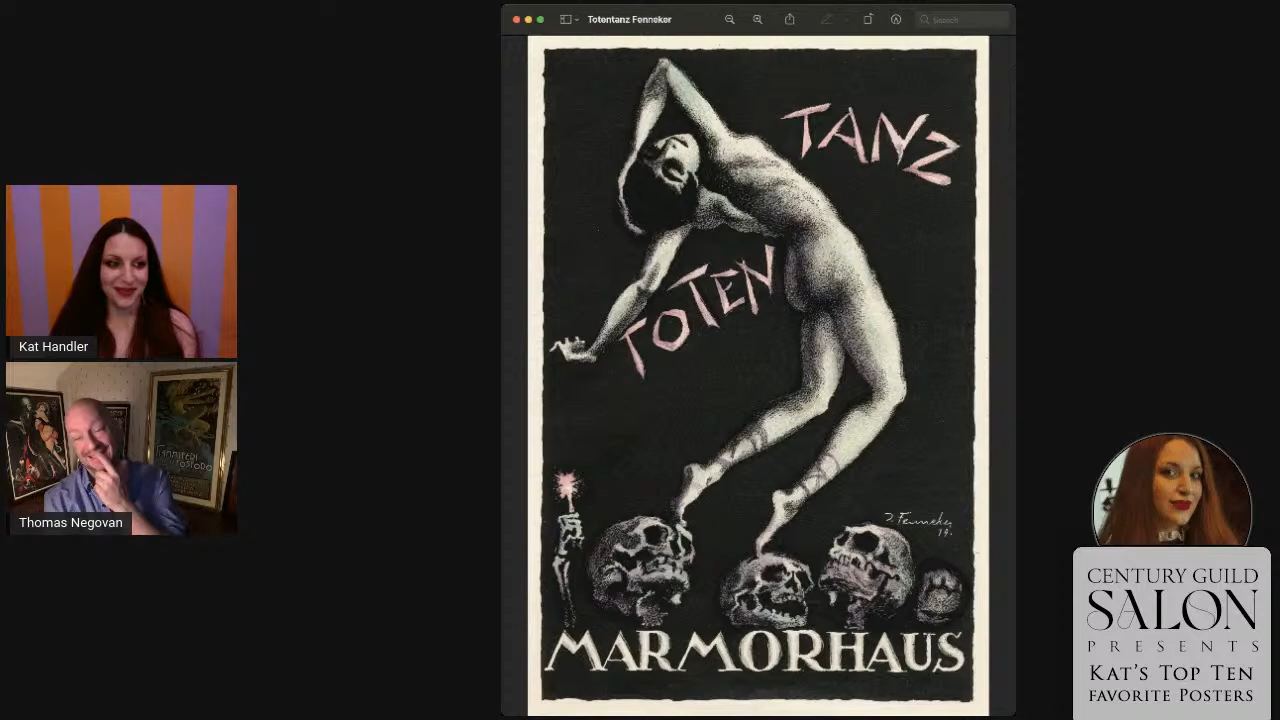 Totentanz Fenneker
Search
TANZ
TOTEN
J. Fenneker
19.
MARMORHAUS
Kat Handler
Thomas Negovan
CENTURY GUILD
SALON
PRESENTS
KAT'S TOP TEN
FAVORITE POSTERS